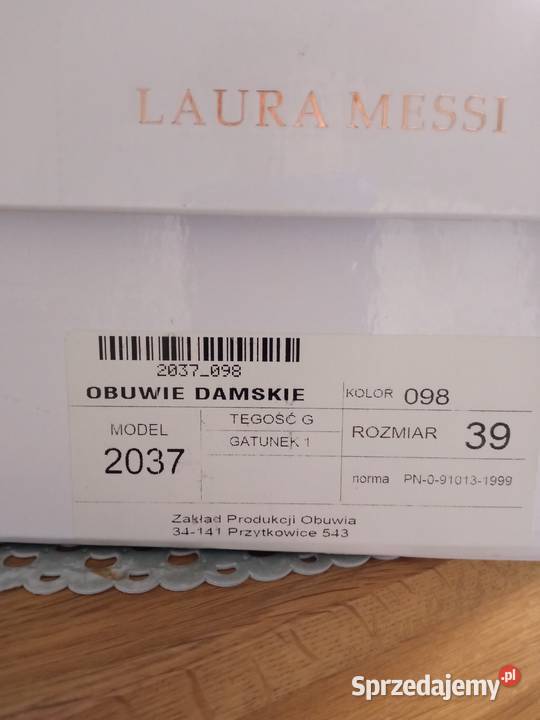 LAURA MESSI
2037_098
OBUWIE DAMSKIE
KOLOR 098
MODEL
2037
TĘGOŚĆ G
GATUNEK 1
ROZMIAR 39
norma PN-0-91013-1999
Zakład Produkcji Obuwia
34-141 Przytkowice 543
Sprzedajemy.pl